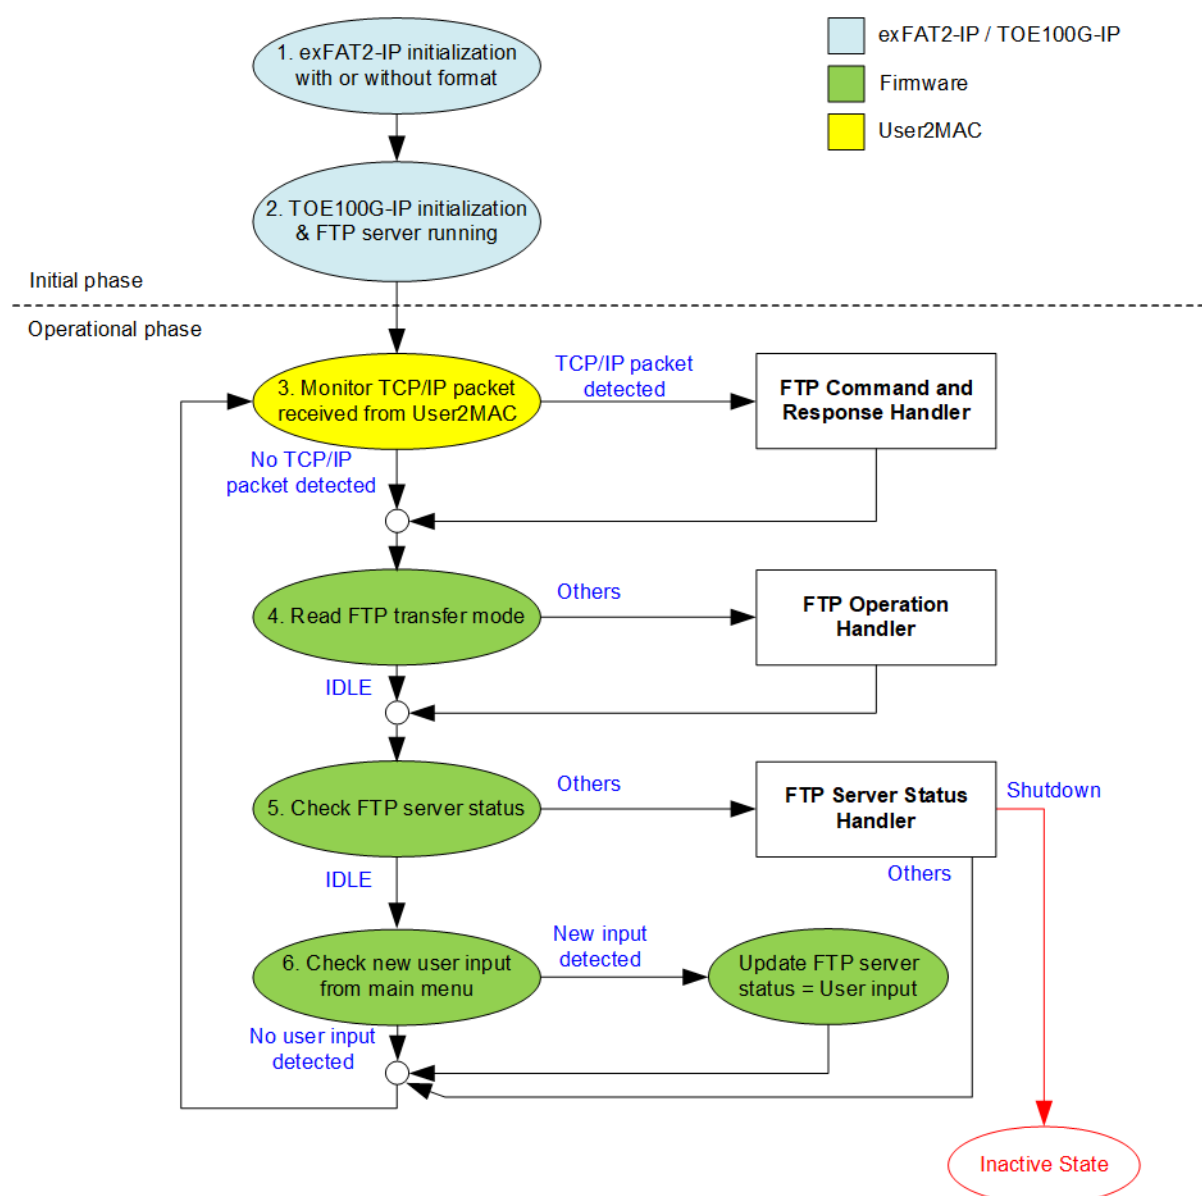 1. exFAT2-IP initialization
with or without format
exFAT2-IP / TOE100G-IP
Firmware
User2MAC
2. TOE100G-IP initialization
& FTP server running
Initial phase
Operational phase
3. Monitor TCP/IP packet
received from User2MAC
TCP/IP packet
detected
FTP Command and
Response Handler
No TCP/IP
packet detected
4. Read FTP transfer mode
Others
FTP Operation
Handler
IDLE
5. Check FTP server status
Others
FTP Server Status
Handler
Shutdown
Others
IDLE
6. Check new user input
from main menu
New input
detected
Update FTP server
status = User input
No user input
detected
Inactive State